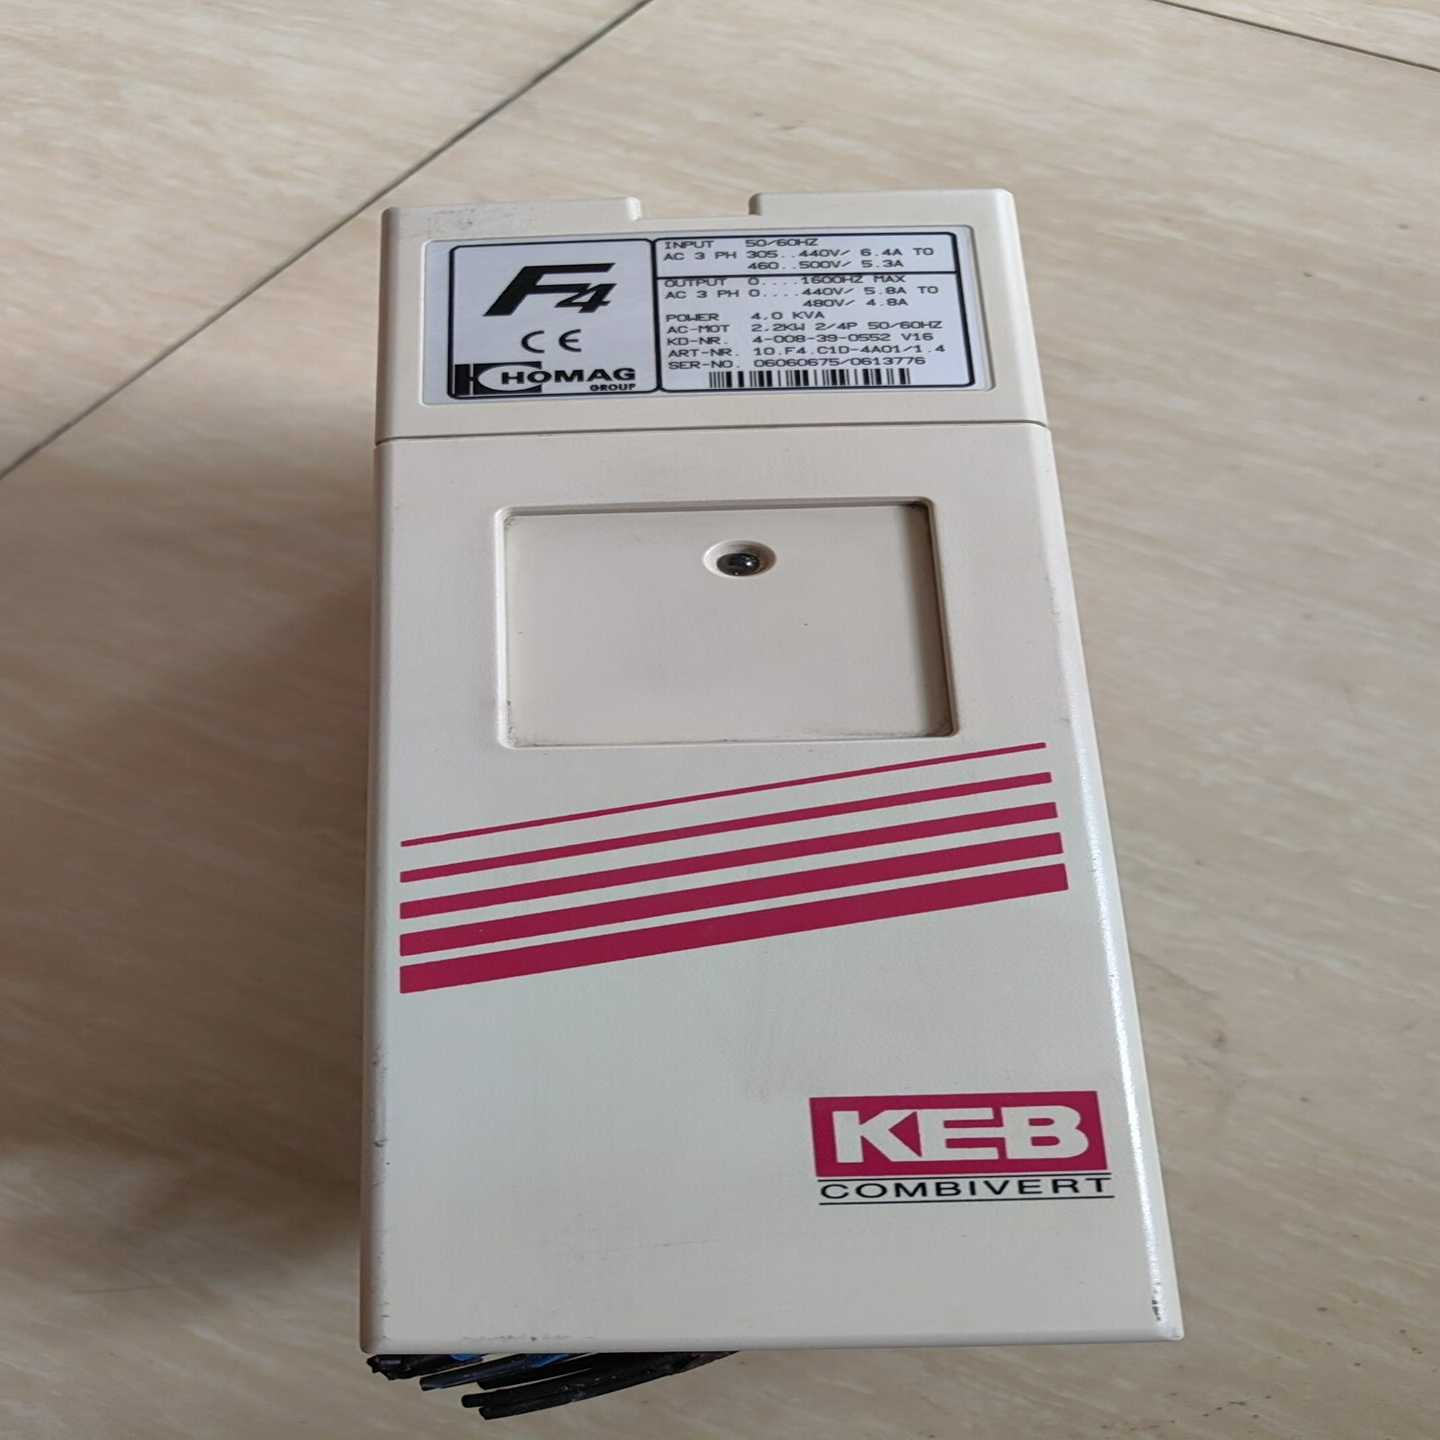 F4
CE
HOMAG
GROUP
INPUT 50/60HZ
AC 3 PH 305..440V/ 6.4A TO
460..500V/ 5.3A
OUTPUT 0....1600HZ MAX
AC 3 PH 0....440V/ 5.8A TO
480V/ 4.8A
POWER 4.0 KVA
AC-MOT 2.2KW 2/4P 50/60HZ
KD-NR. 4-008-39-0552 V16
ART-NR. 10.F4.C1D-4A01/1.4
SER-NO. 06060675/0613776
KEB
COMBIVERT